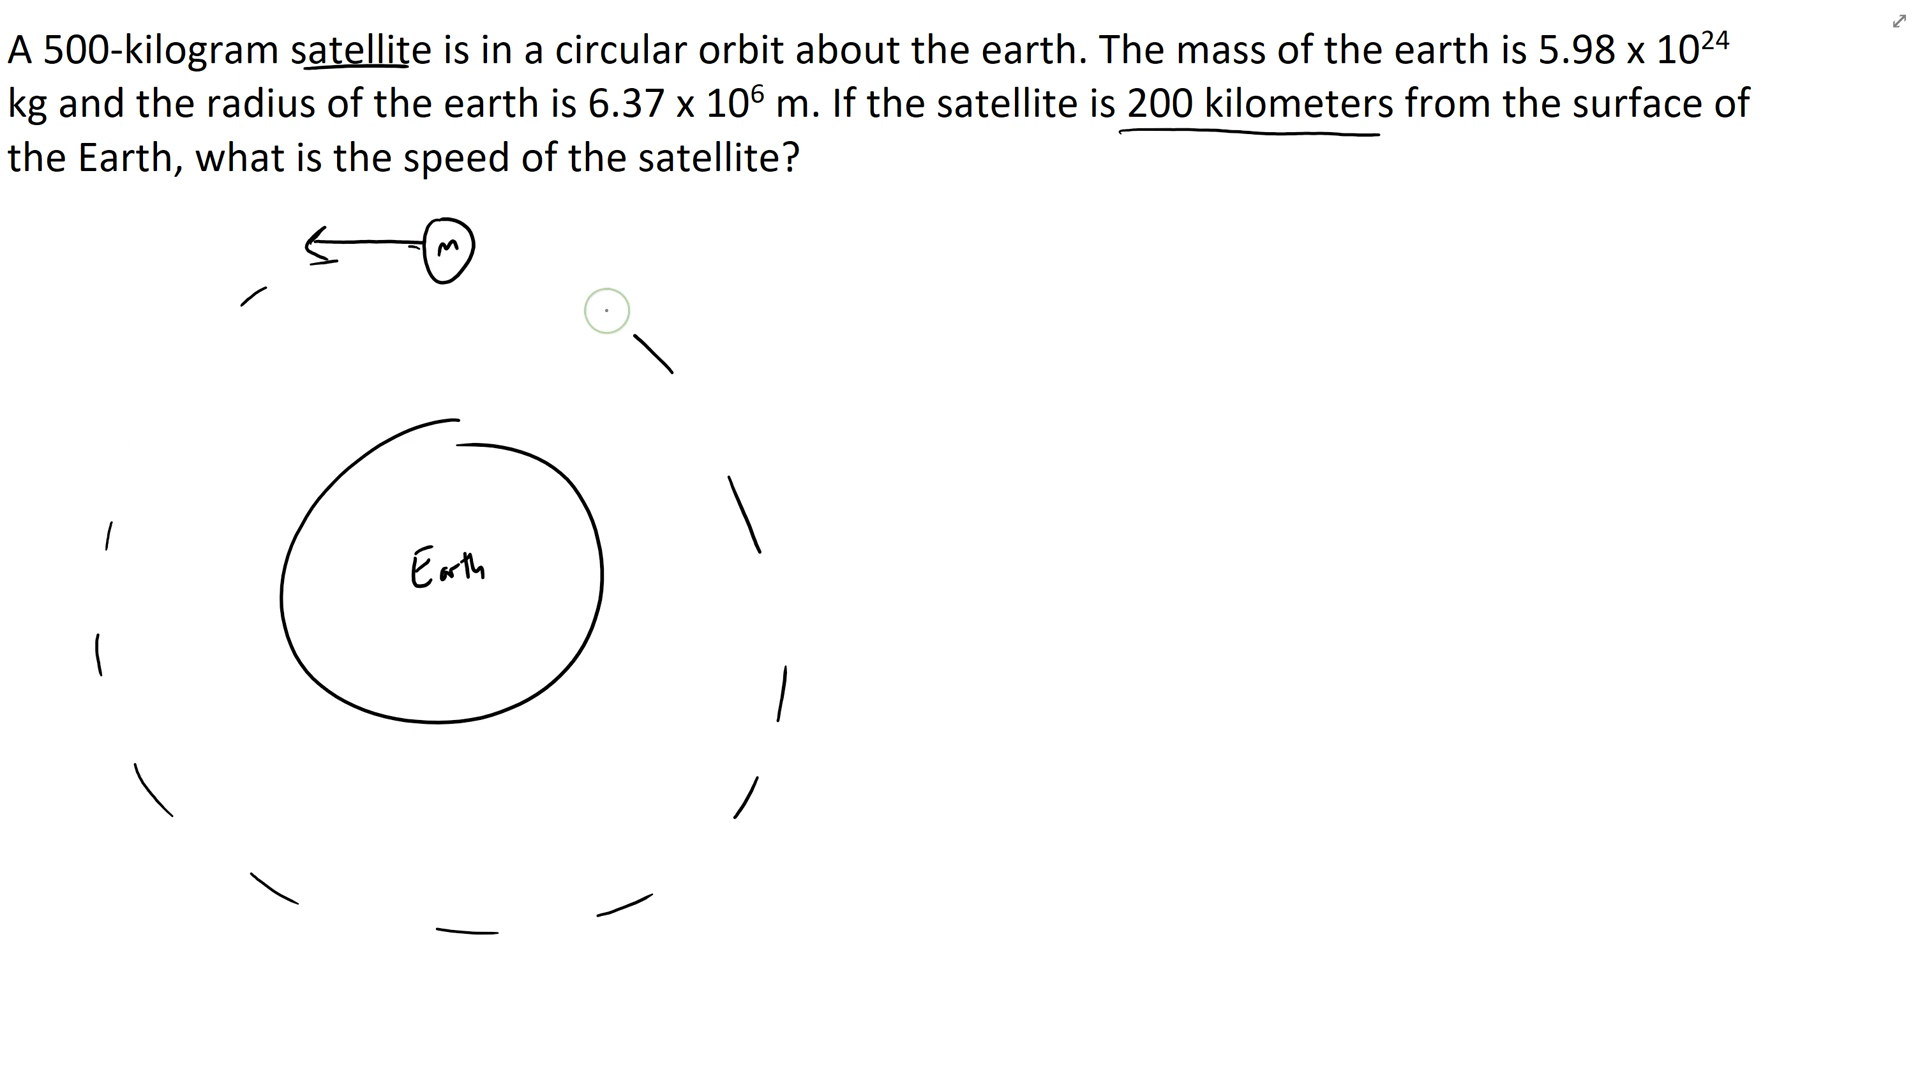 A 500-kilogram satellite is in a circular orbit about the earth. The mass of the earth is 5.98 x 10²⁴
kg and the radius of the earth is 6.37 x 10⁶ m. If the satellite is 200 kilometers from the surface of
the Earth, what is the speed of the satellite?
m
Earth